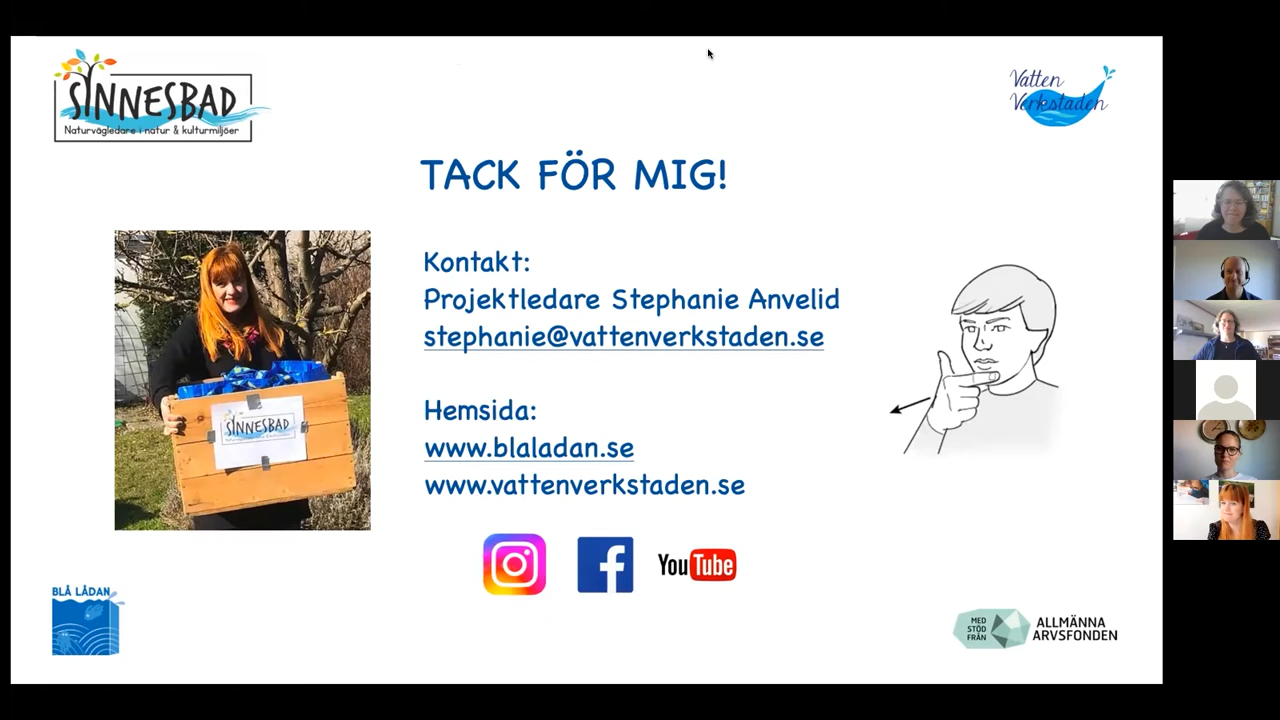 SINNESBAD
Naturvägledare i natur & kulturmiljöer
Vatten
Verkstaden
TACK FÖR MIG!
Kontakt:
Projektledare Stephanie Anvelid
stephanie@vattenverkstaden.se
SINNESBAD
Hemsida:
www.blaladan.se
www.vattenverkstaden.se
YouTube
BLÅ LÅDAN
MED
STÖD
FRÅN
ALLMÄNNA
ARVSFONDEN